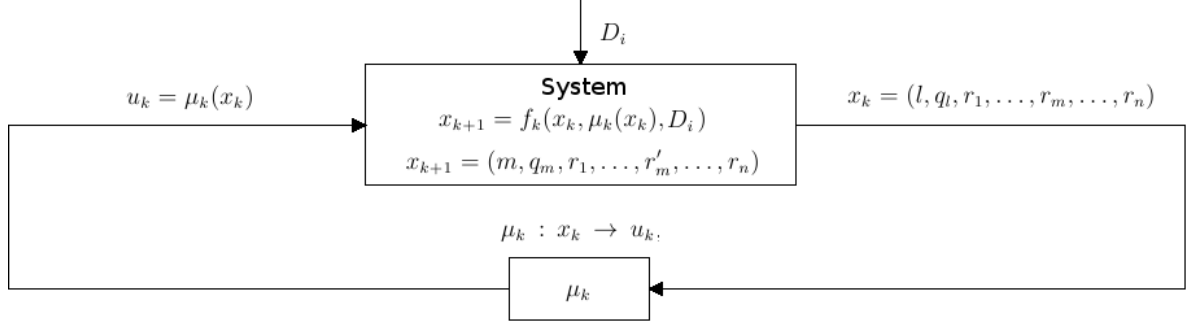 D_i
u_k = μ_k(x_k)
System
x_k = (l, q_l, r_1, . . . , r_m, . . . , r_n)
x_{k+1} = f_k(x_k, μ_k(x_k), D_i)
x_{k+1} = (m, q_m, r_1, . . . , r'_m, . . . , r_n)
μ_k : x_k → u_k
μ_k